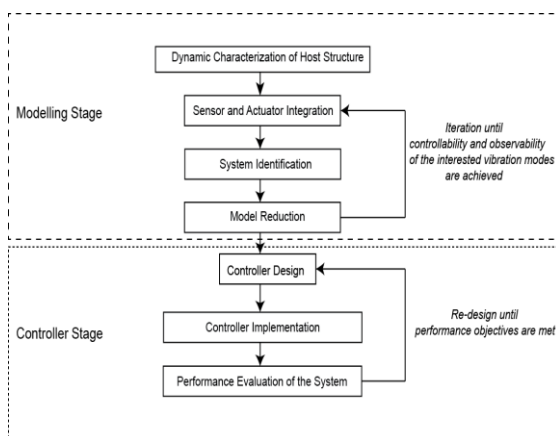 Dynamic Characterization of Host Structure
Modelling Stage
Sensor and Actuator Integration
Iteration until
controllability and observability
of the interested vibration modes
are achieved
System Identification
Model Reduction
Controller Design
Controller Stage
Controller Implementation
Re-design until
performance objectives are met
Performance Evaluation of the System